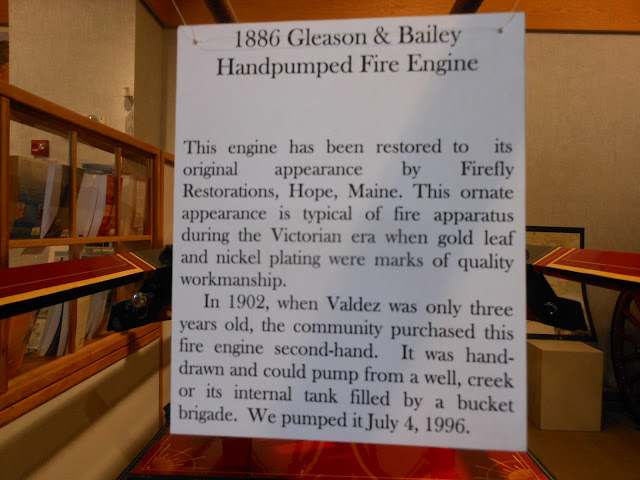 1886 Gleason & Bailey
Handpumped Fire Engine
This engine has been restored to its
original appearance by Firefly
Restorations, Hope, Maine. This ornate
appearance is typical of fire apparatus
during the Victorian era when gold leaf
and nickel plating were marks of quality
workmanship.
In 1902, when Valdez was only three
years old, the community purchased this
fire engine second-hand. It was hand-
drawn and could pump from a well, creek
or its internal tank filled by a bucket
brigade. We pumped it July 4, 1996.